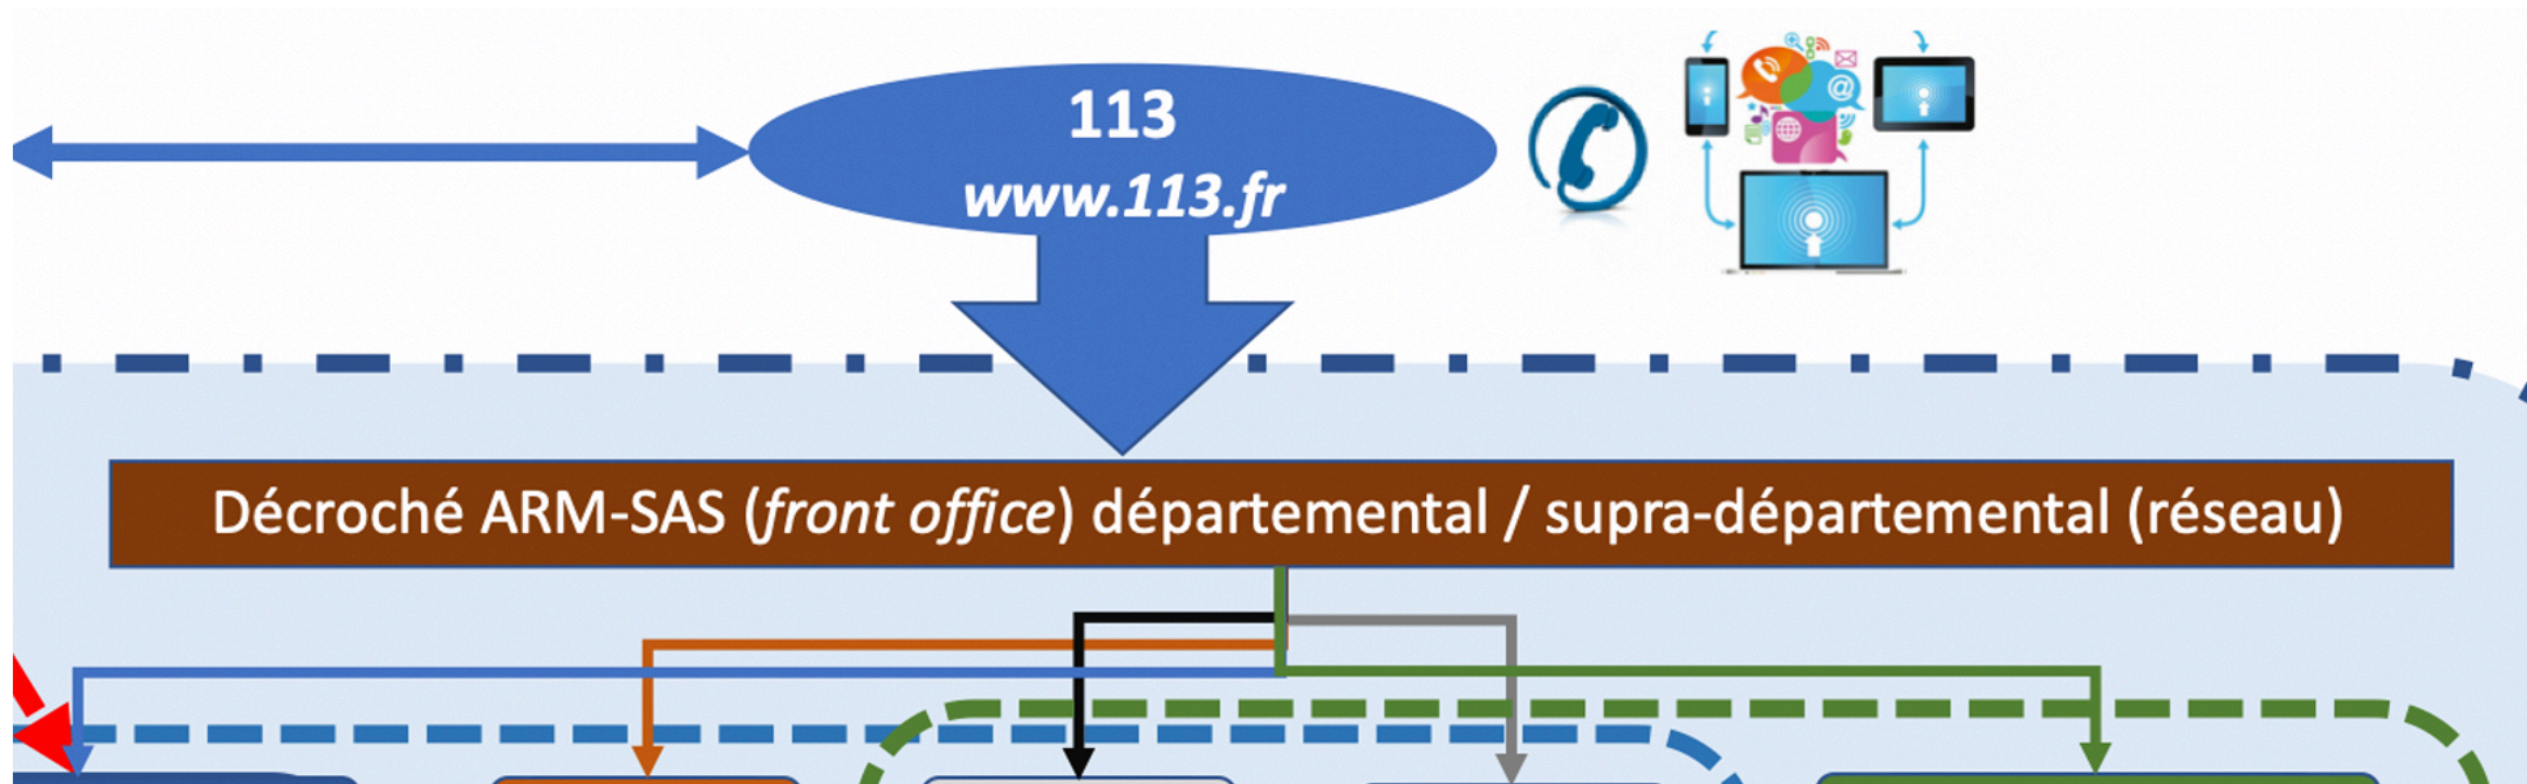 113
www.113.fr
Décroché ARM-SAS (front office) départemental / supra-départemental (réseau)